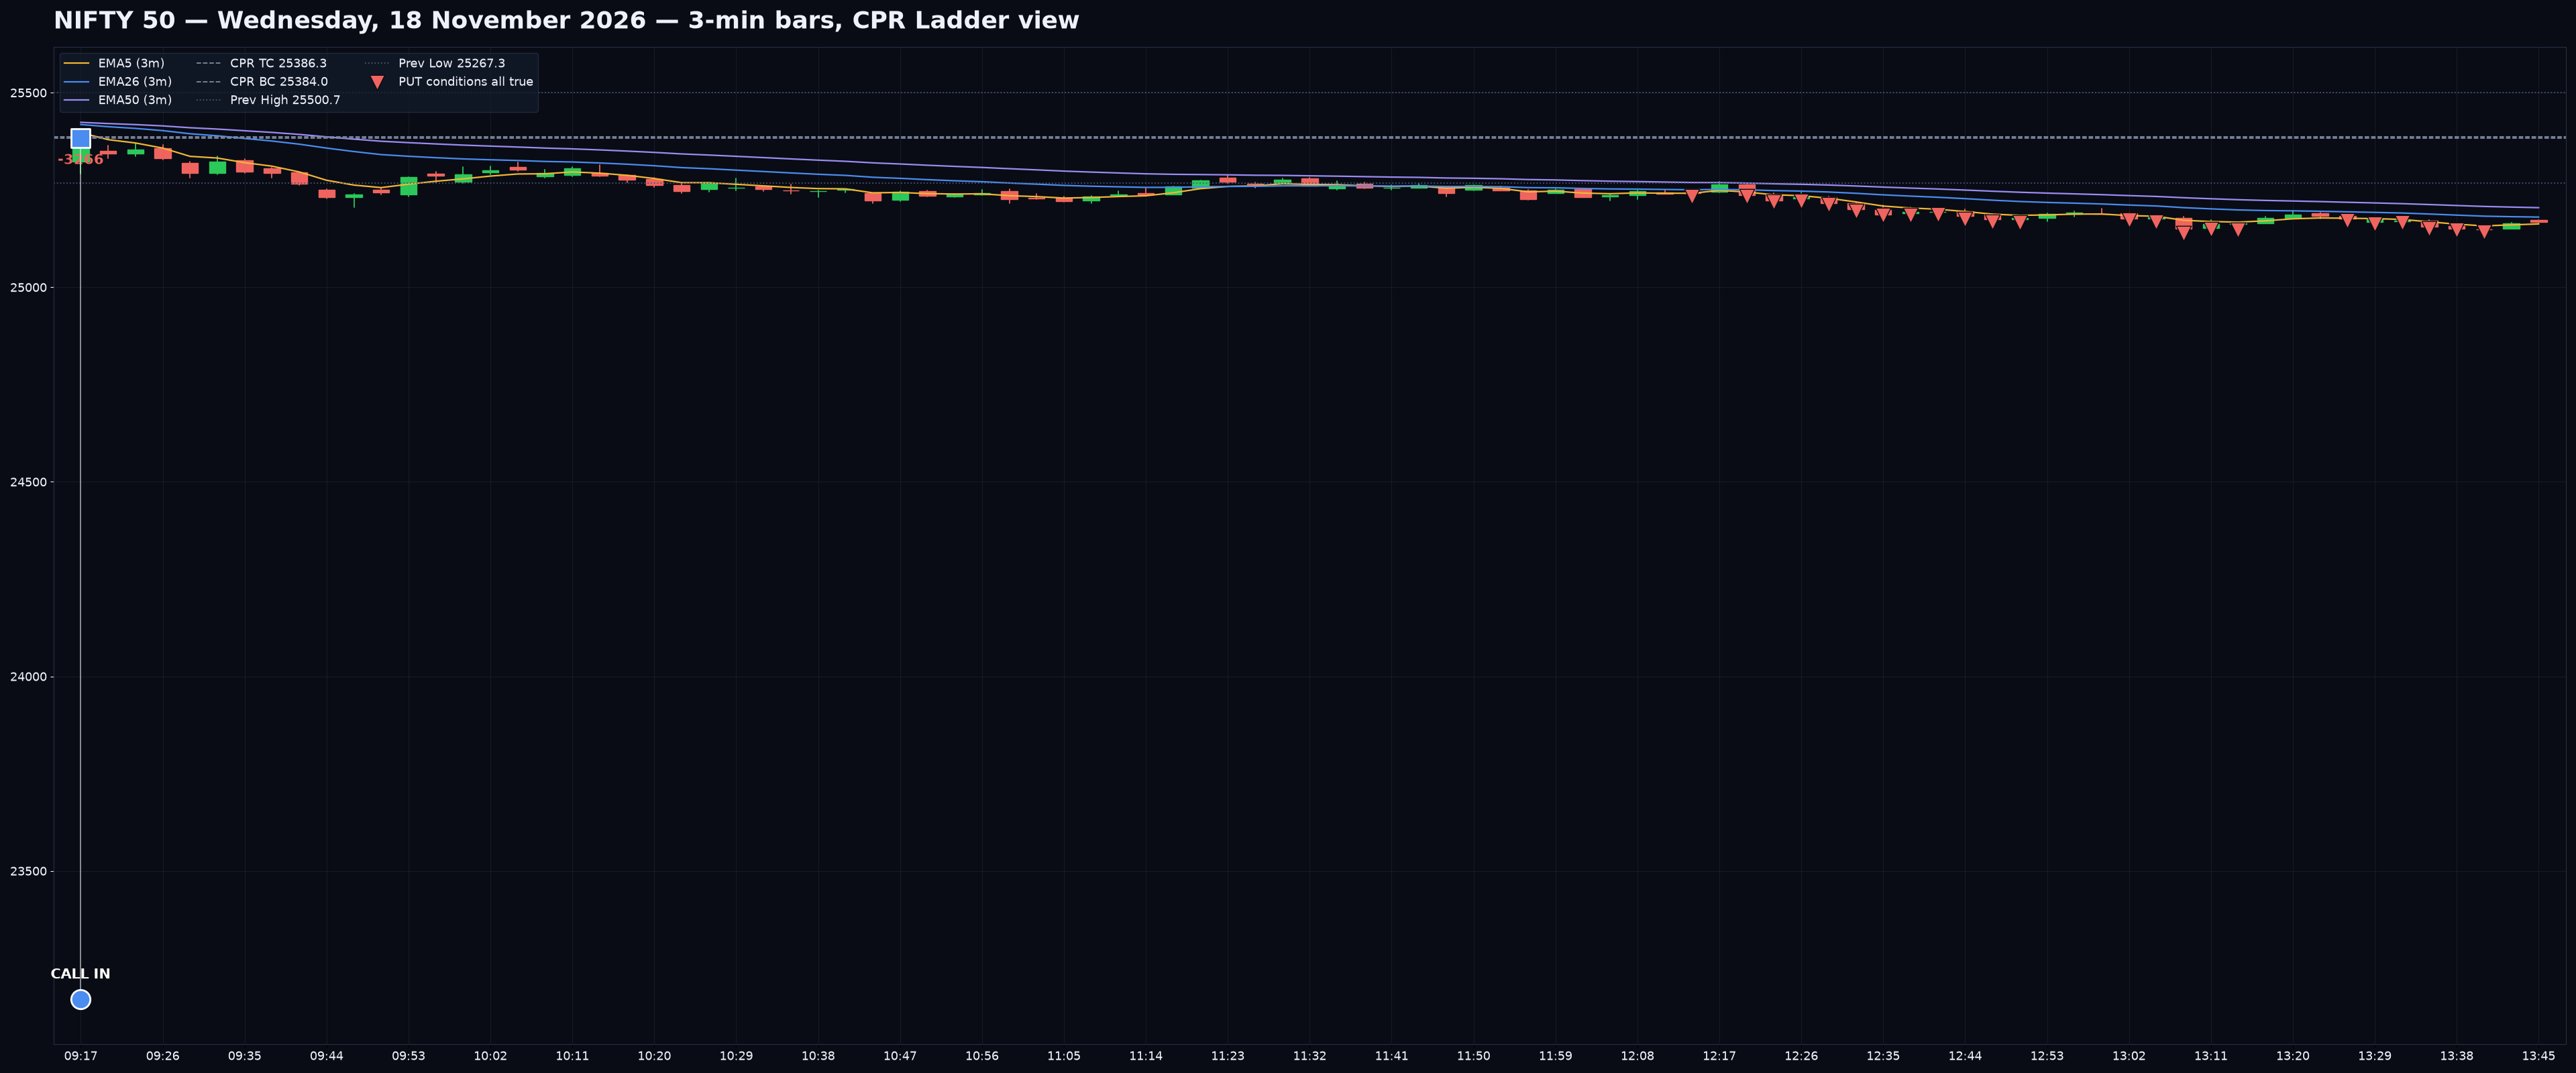 NIFTY 50 — Wednesday, 18 November 2026 — 3-min bars, CPR Ladder view
EMA5 (3m)
EMA26 (3m)
EMA50 (3m)
CPR TC 25386.3
CPR BC 25384.0
Prev High 25500.7
Prev Low 25267.3
PUT conditions all true
25500
25000
24500
24000
23500
-3266
CALL IN
09:17 09:26 09:35 09:44 09:53 10:02 10:11 10:20 10:29 10:38 10:47 10:56 11:05 11:14 11:23 11:32 11:41 11:50 11:59 12:08 12:17 12:26 12:35 12:44 12:53 13:02 13:11 13:20 13:29 13:38 13:45